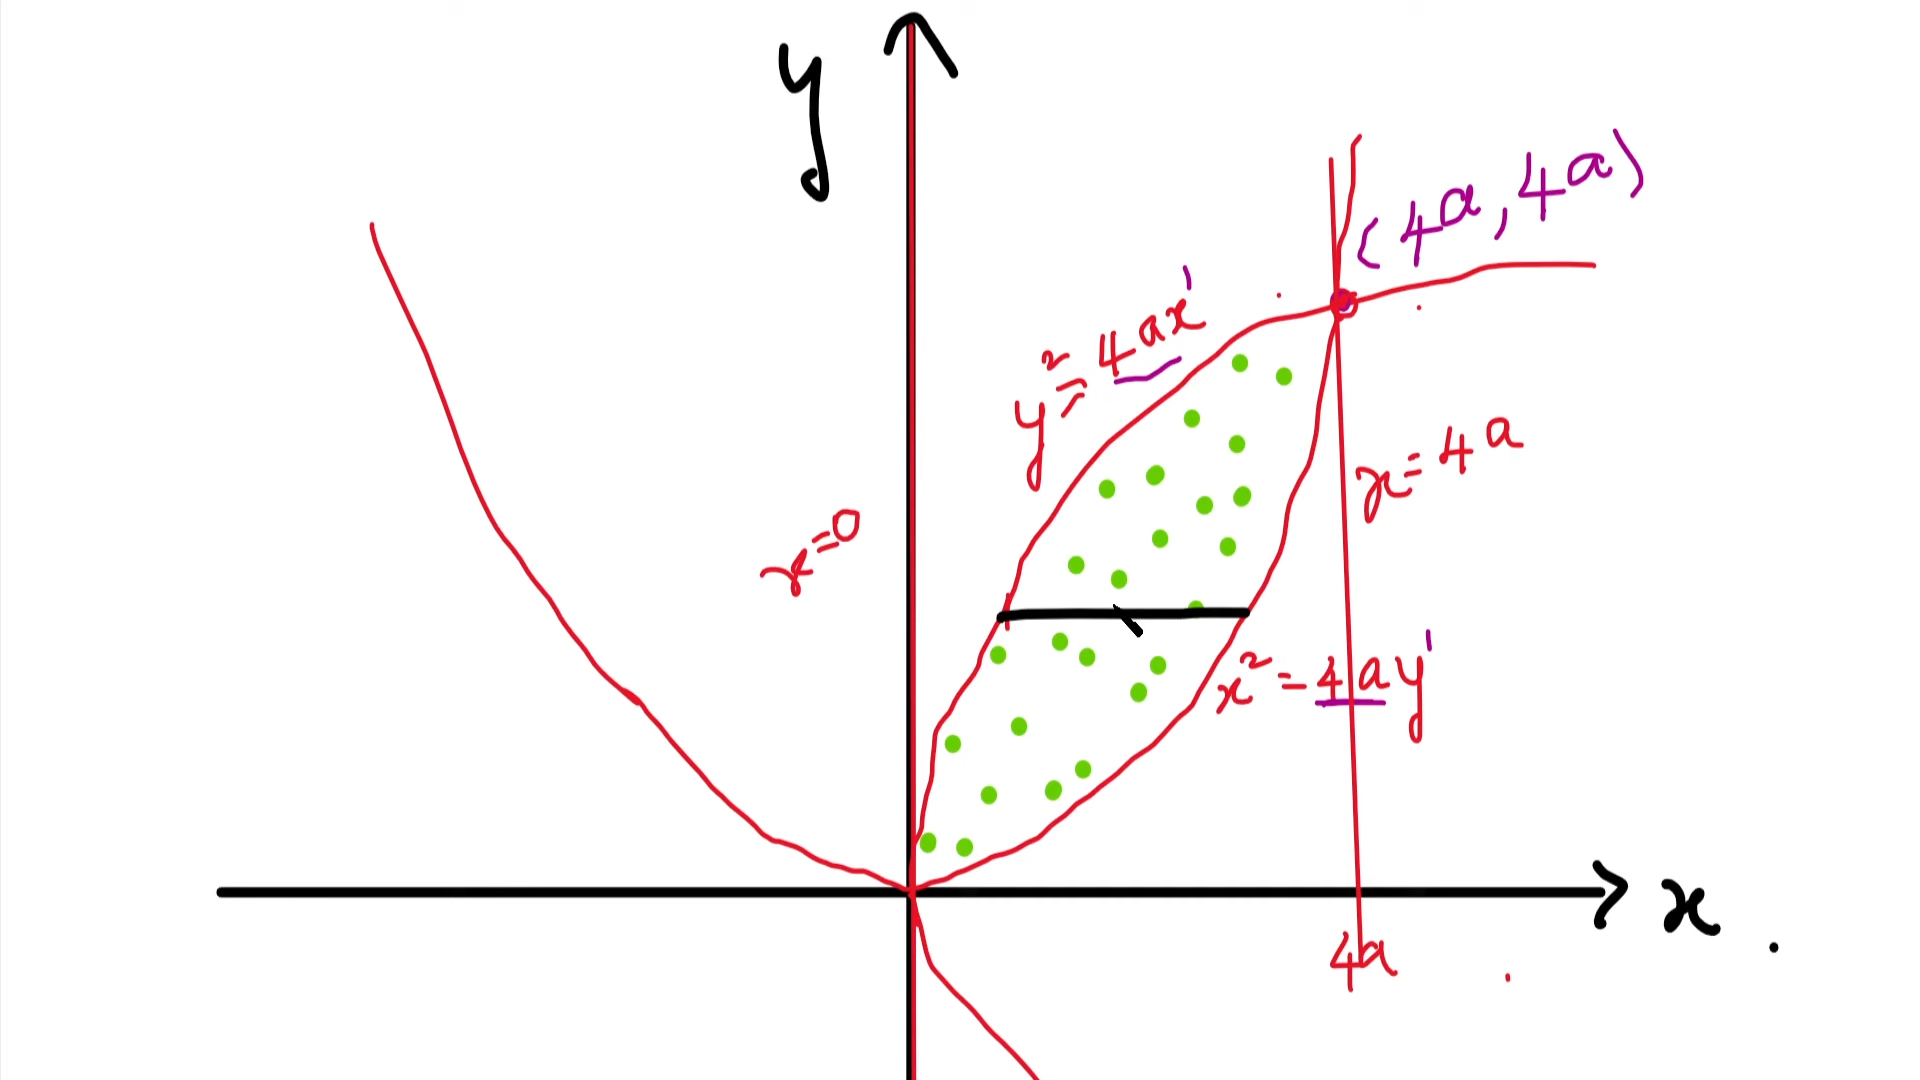 y
(4a, 4a)
y² = 4ax'
x = 4a
x = 0
x² = 4ay'
x
4a